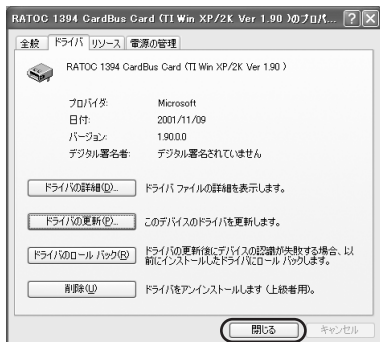 RATOC 1394 CardBus Card (TI Win XP/2K Ver 1.90 )のプロパ...
全般 ドライバ リソース 電源の管理
RATOC 1394 CardBus Card (TI Win XP/2K Ver 1.90 )
プロバイダ: Microsoft
日付: 2001/11/09
バージョン: 1.90.0.0
デジタル署名者: デジタル署名されていません
ドライバの詳細(D)... ドライバ ファイルの詳細を表示します。
ドライバの更新(P)... このデバイスのドライバを更新します。
ドライバのロール バック(R) ドライバの更新後にデバイスの認識が失敗する場合、以
前にインストールしたドライバにロール バックします。
削除(U) ドライバをアンインストールします (上級者用)。
閉じる キャンセル